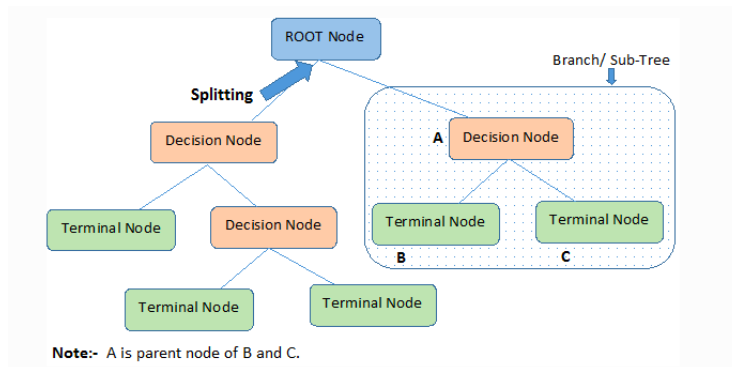 ROOT Node
Branch/ Sub-Tree
Splitting
Decision Node
A
Decision Node
Terminal Node
Decision Node
Terminal Node
Terminal Node
B
C
Terminal Node
Terminal Node
Note:- A is parent node of B and C.